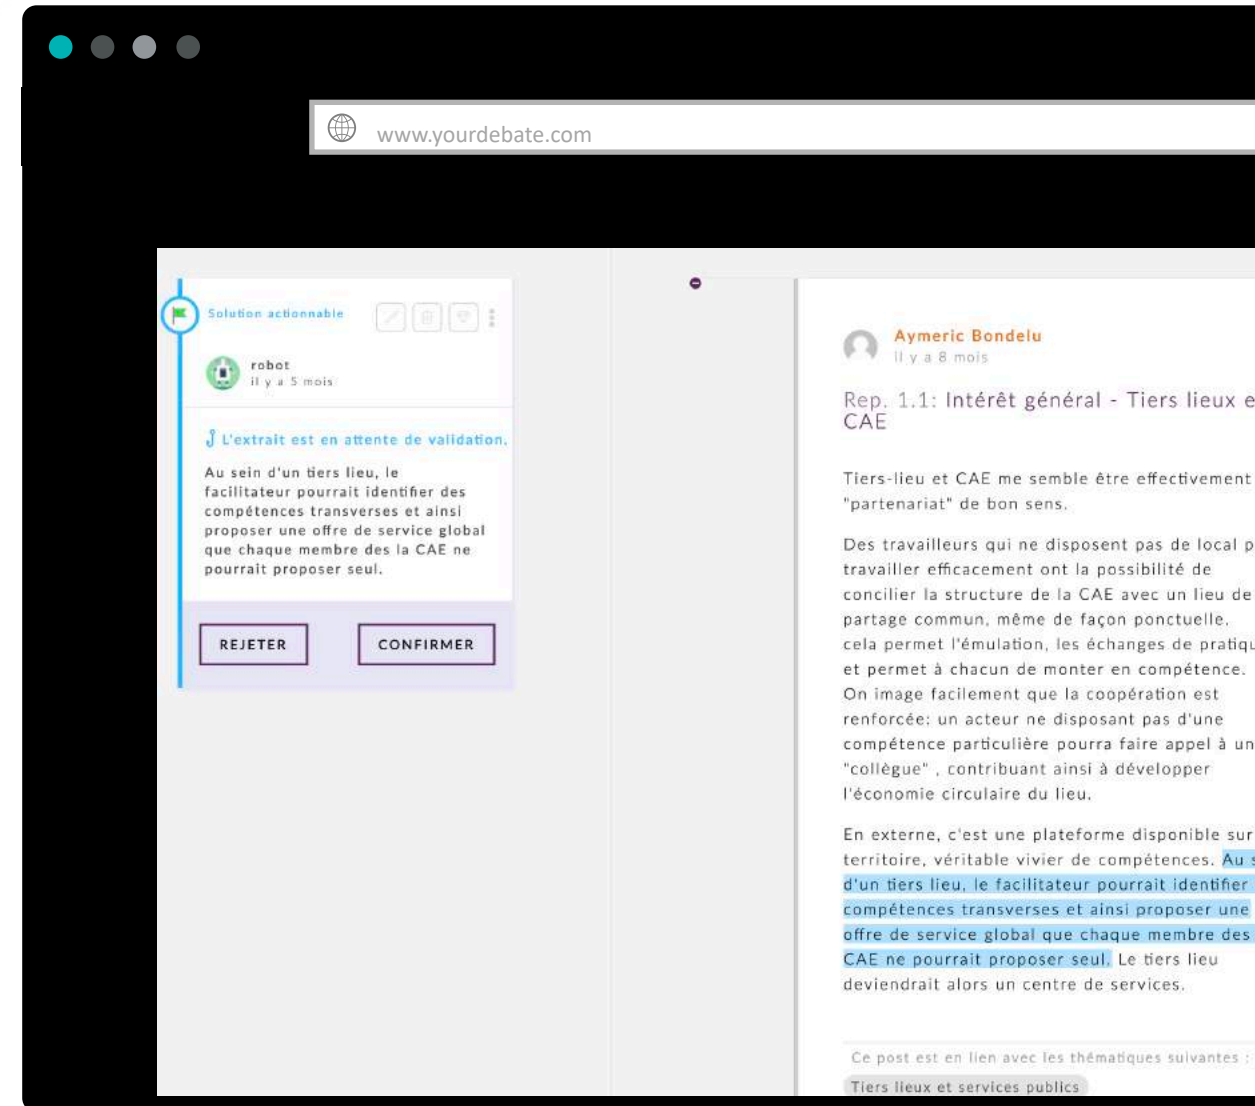 www.yourdebate.com
Solution actionnable
robot
il y a 5 mois
L'extrait est en attente de validation.
Au sein d'un tiers lieu, le
facilitateur pourrait identifier des
compétences transverses et ainsi
proposer une offre de service global
que chaque membre des la CAE ne
pourrait proposer seul.
REJETER
CONFIRMER
Aymeric Bondelu
il y a 8 mois
Rep. 1.1: Intérêt général - Tiers lieux e
CAE
Tiers-lieu et CAE me semble être effectivement
"partenariat" de bon sens.
Des travailleurs qui ne disposent pas de local p
travailler efficacement ont la possibilité de
concilier la structure de la CAE avec un lieu de
partage commun, même de façon ponctuelle.
cela permet l'émulation, les échanges de pratiqu
et permet à chacun de monter en compétence.
On image facilement que la coopération est
renforcée: un acteur ne disposant pas d'une
compétence particulière pourra faire appel à un
"collègue" , contribuant ainsi à développer
l'économie circulaire du lieu.
En externe, c'est une plateforme disponible sur
territoire, véritable vivier de compétences. Au s
d'un tiers lieu, le facilitateur pourrait identifier
compétences transverses et ainsi proposer une
offre de service global que chaque membre des
CAE ne pourrait proposer seul. Le tiers lieu
deviendrait alors un centre de services.
Ce post est en lien avec les thématiques suivantes :
Tiers lieux et services publics